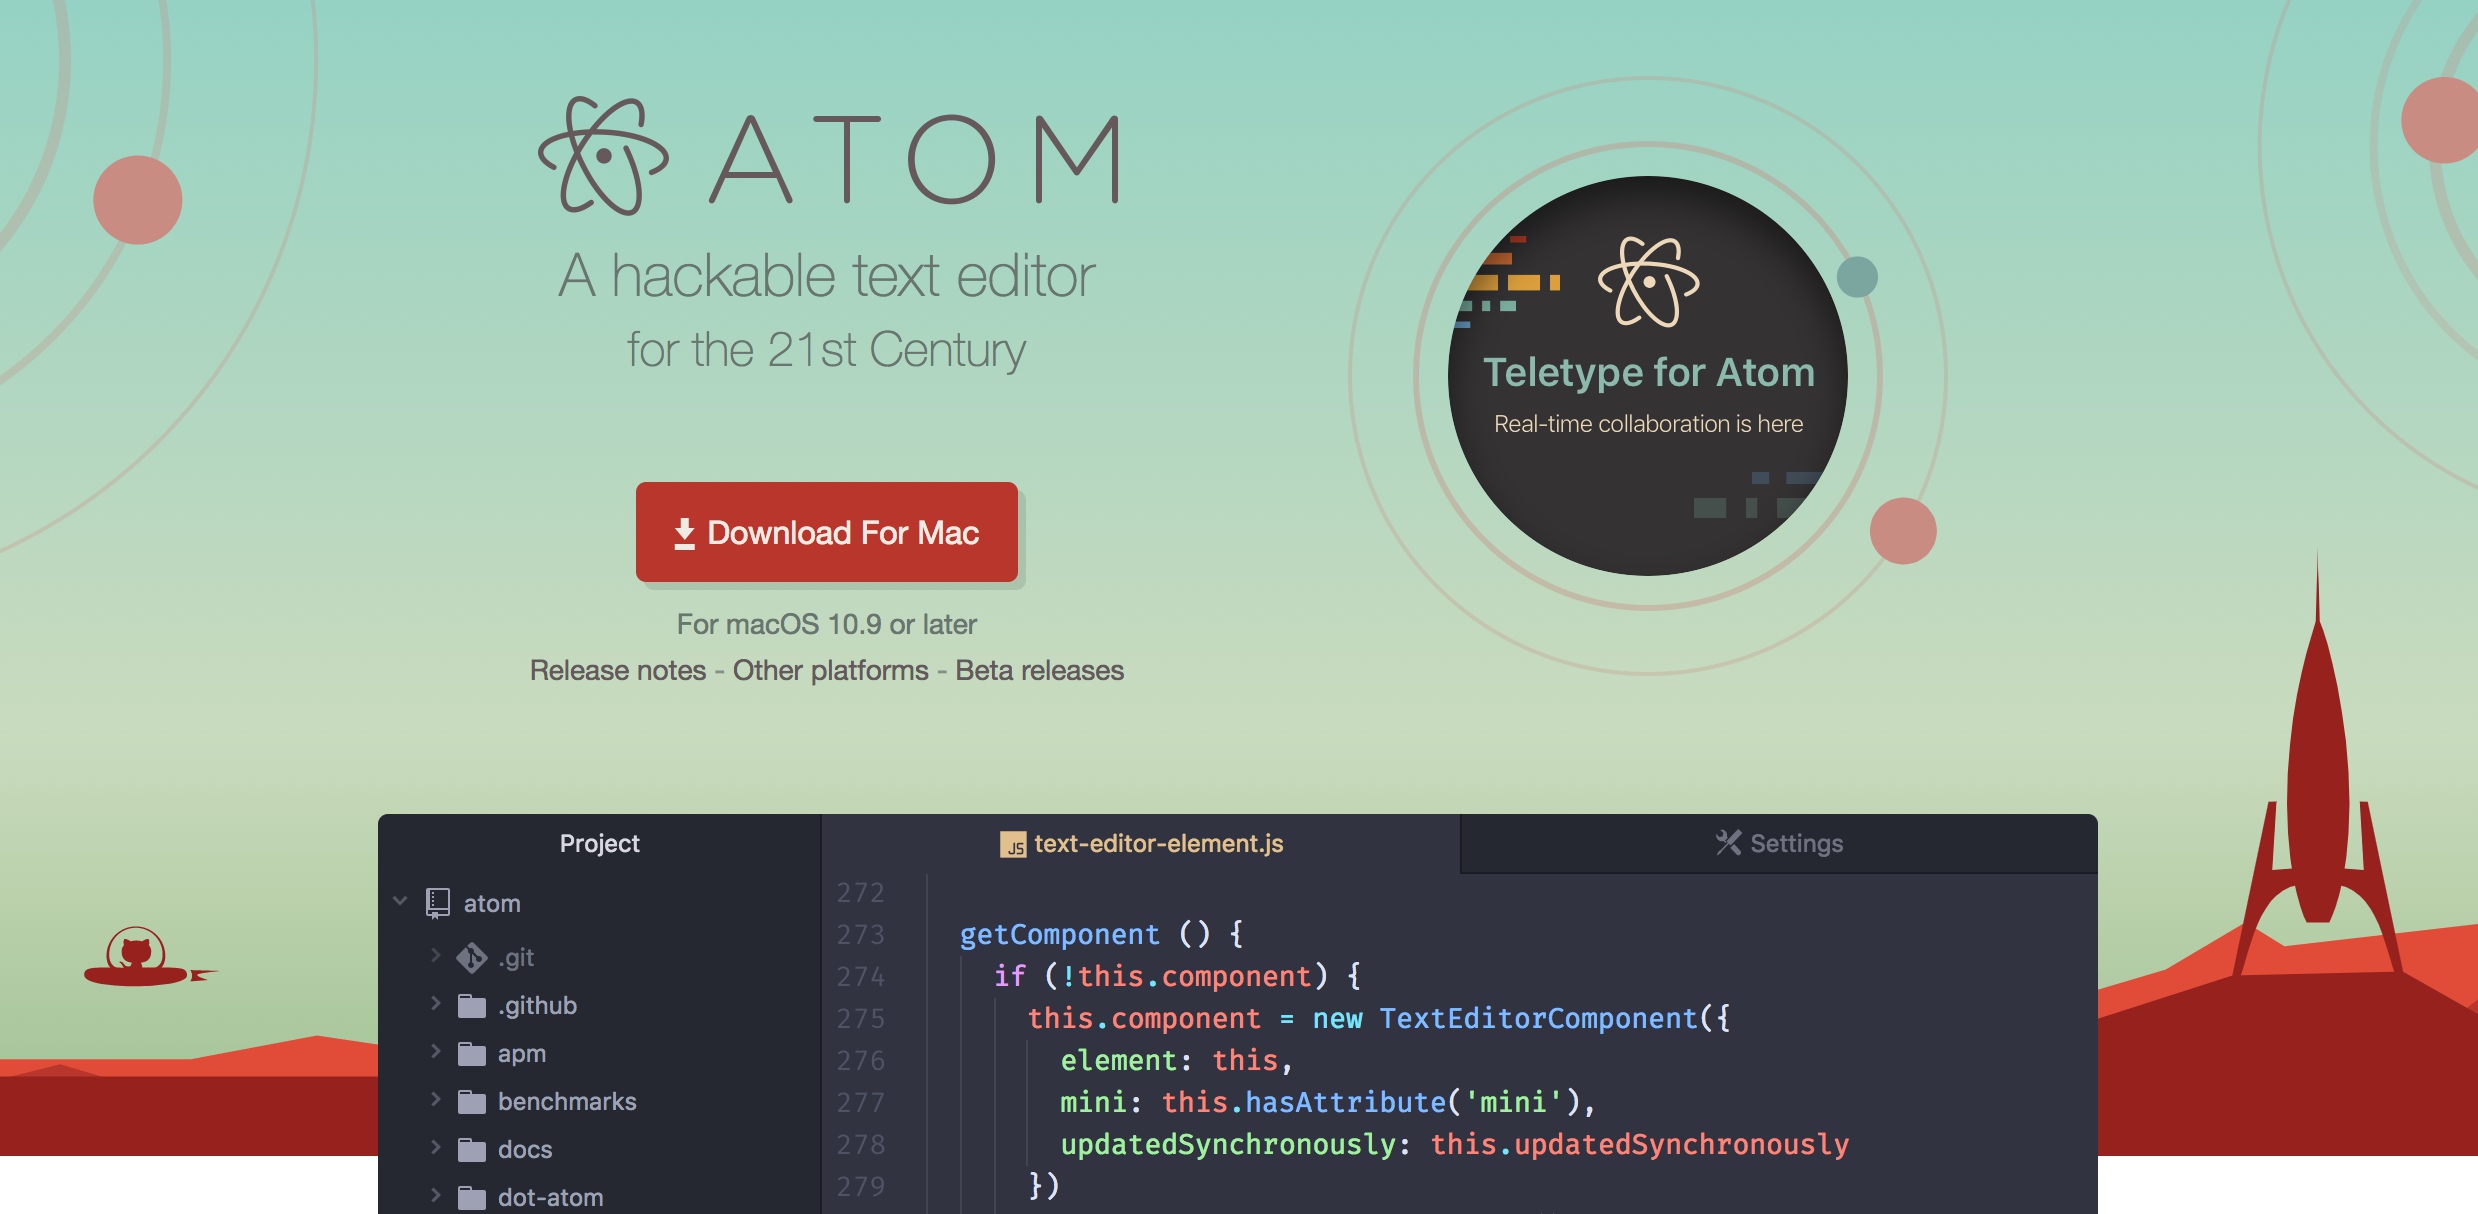 ATOM
A hackable text editor
for the 21st Century
Download For Mac
For macOS 10.9 or later
Release notes - Other platforms - Beta releases
Teletype for Atom
Real-time collaboration is here
Project
atom
.git
.github
apm
benchmarks
docs
dot-atom
JS text-editor-element.js
Settings
272
273 getComponent () {
274 if (!this.component) {
275 this.component = new TextEditorComponent({
276 element: this,
277 mini: this.hasAttribute('mini'),
278 updatedSynchronously: this.updatedSynchronously
279 })